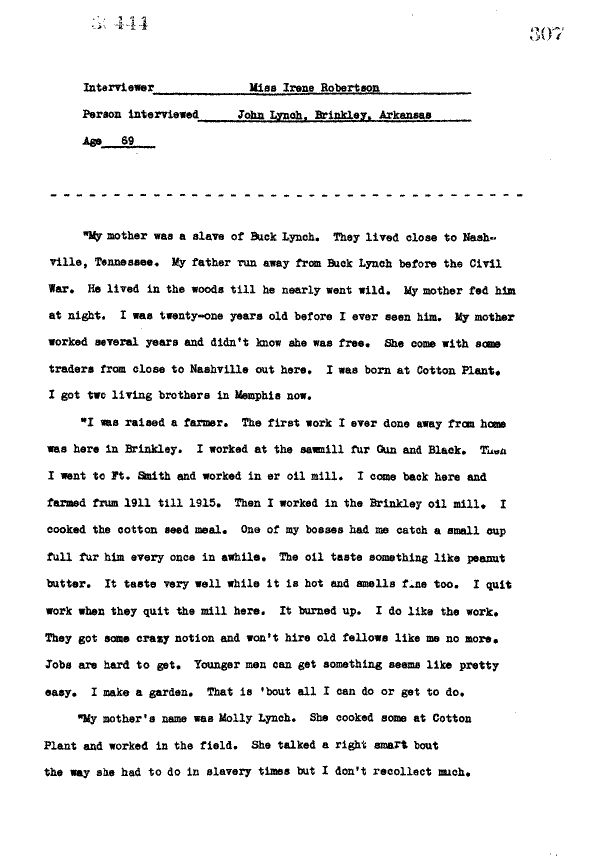 30444
307
Interviewer Miss Irene Robertson
Person interviewed John Lynch, Brinkley, Arkansas
Age 69
"My mother was a slave of Buck Lynch. They lived close to Nash-
ville, Tennessee. My father run away from Buck Lynch before the Civil
War. He lived in the woods till he nearly went wild. My mother fed him
at night. I was twenty-one years old before I ever seen him. My mother
worked several years and didn't know she was free. She come with some
traders from close to Nashville out here. I was born at Cotton Plant.
I got two living brothers in Memphis now.
"I was raised a farmer. The first work I ever done away from home
was here in Brinkley. I worked at the sawmill fur Gun and Black. Then
I went to Ft. Smith and worked in er oil mill. I come back here and
farmed frum 1911 till 1915. Then I worked in the Brinkley oil mill. I
cooked the cotton seed meal. One of my bosses had me catch a small cup
full fur him every once in awhile. The oil taste something like peanut
butter. It taste very well while it is hot and smells fine too. I quit
work when they quit the mill here. It burned up. I do like the work.
They got some crazy notion and won't hire old fellows like me no more.
Jobs are hard to get. Younger men can get something seems like pretty
easy. I make a garden. That is 'bout all I can do or get to do.
"My mother's name was Molly Lynch. She cooked some at Cotton
Plant and worked in the field. She talked a right smart bout
the way she had to do in slavery times but I don't recollect much.